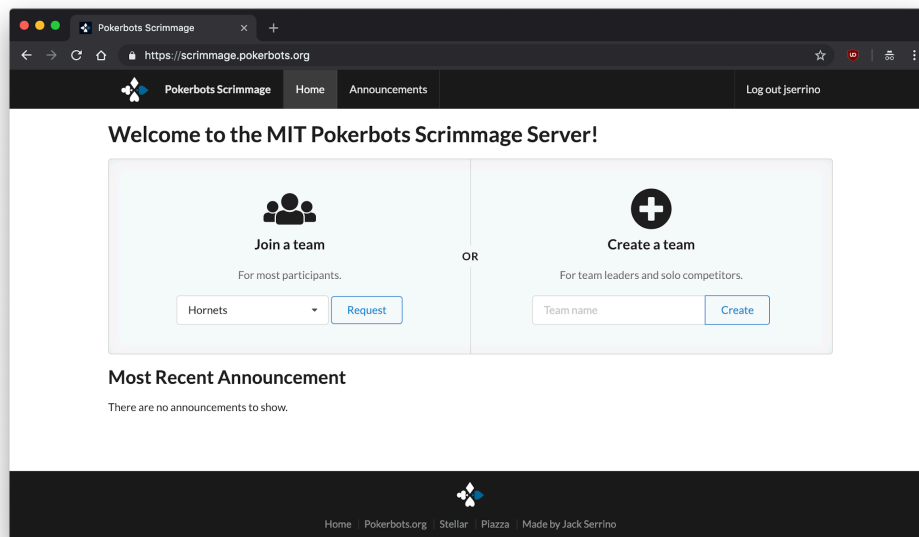 Pokerbots Scrimmage
https://scrimmage.pokerbots.org
Pokerbots Scrimmage Home Announcements Log out jserrino
Welcome to the MIT Pokerbots Scrimmage Server!
Join a team
For most participants.
Hornets Request
OR
Create a team
For team leaders and solo competitors.
Team name Create
Most Recent Announcement
There are no announcements to show.
Home | Pokerbots.org | Stellar | Piazza | Made by Jack Serrino